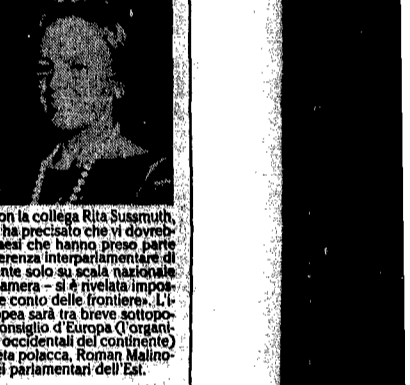 on la collega Rita Sussmuth,
ha precisato che vi dovreb-
aesi che hanno preso parte
erenza interparlamentare di
nte solo su scala nazionale
amera – si è rivelata impos-
e conto delle frontiere». L'i-
pea sarà tra breve sottopo-
onsiglio d'Europa (l'organi-
occidentali del continente)
eta polacca, Roman Malino-
ei parlamentari dell'Est.